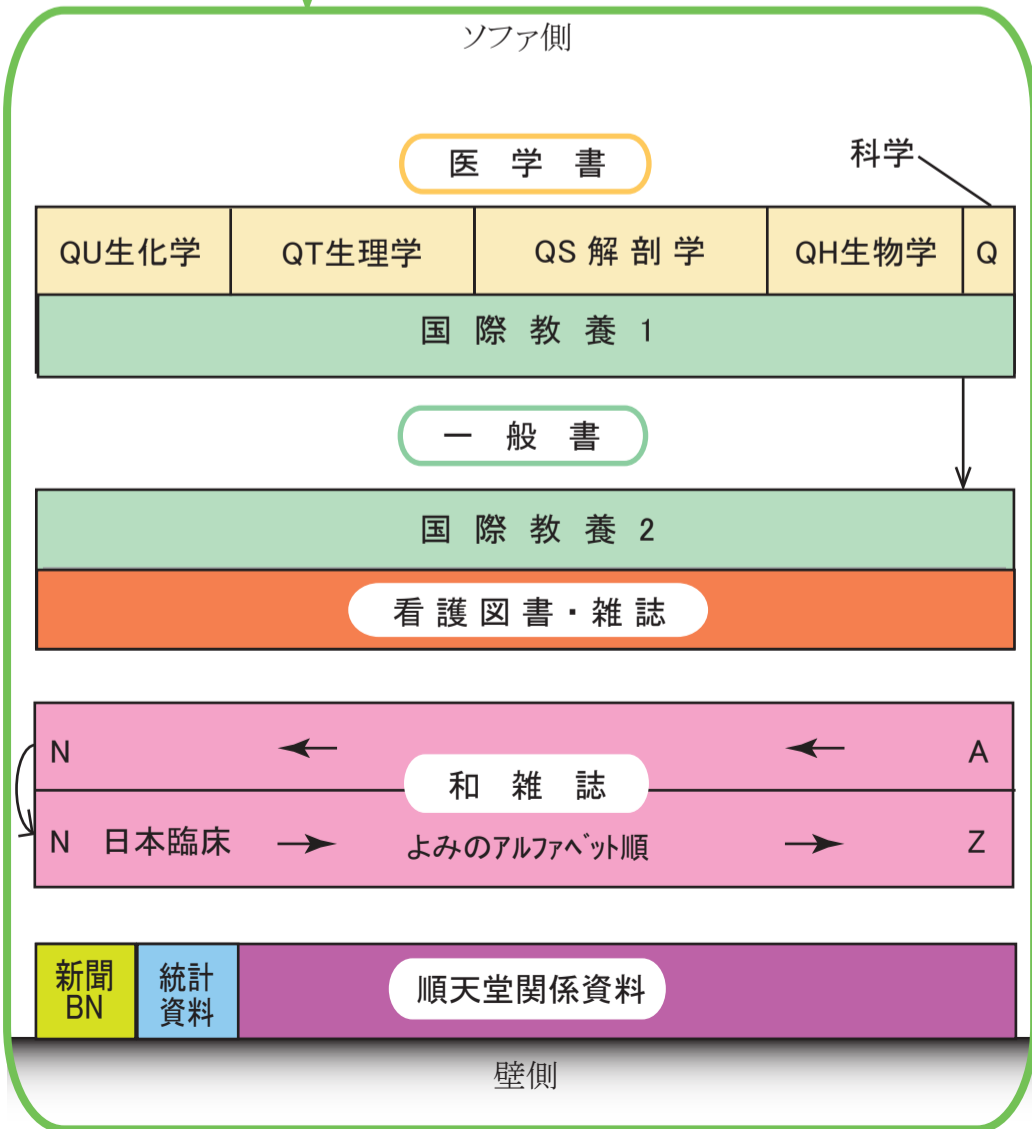 ソファ側
医学書
科学
QU生化学 QT生理学 QS解剖学 QH生物学 Q
国際教養1
一般書
国際教養2
看護図書・雑誌
N A
和雑誌
N 日本臨床 よみのアルファベット順 Z
新聞BN
統計資料
順天堂関係資料
壁側